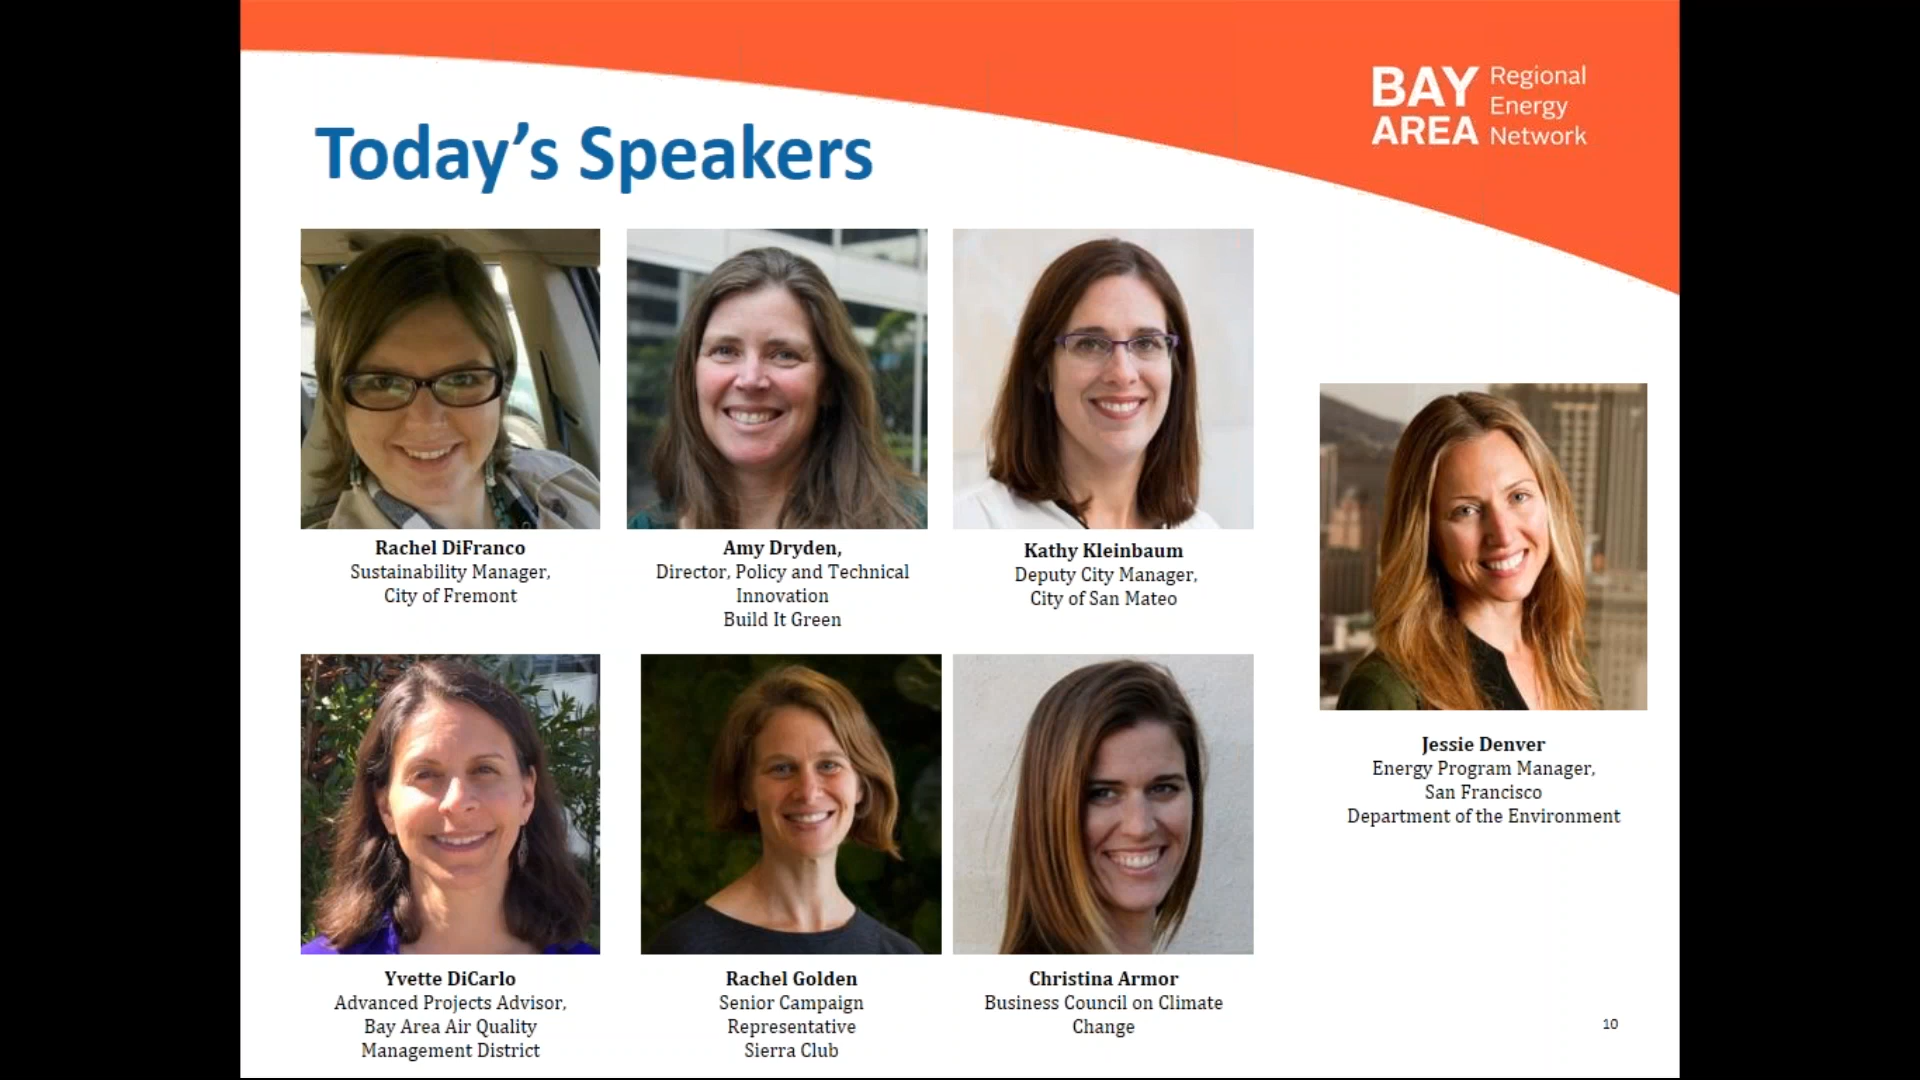 BAY AREA Regional Energy Network
Today's Speakers
Rachel DiFranco
Sustainability Manager,
City of Fremont
Amy Dryden,
Director, Policy and Technical
Innovation
Build It Green
Kathy Kleinbaum
Deputy City Manager,
City of San Mateo
Jessie Denver
Energy Program Manager,
San Francisco
Department of the Environment
Yvette DiCarlo
Advanced Projects Advisor,
Bay Area Air Quality
Management District
Rachel Golden
Senior Campaign
Representative
Sierra Club
Christina Armor
Business Council on Climate
Change
10